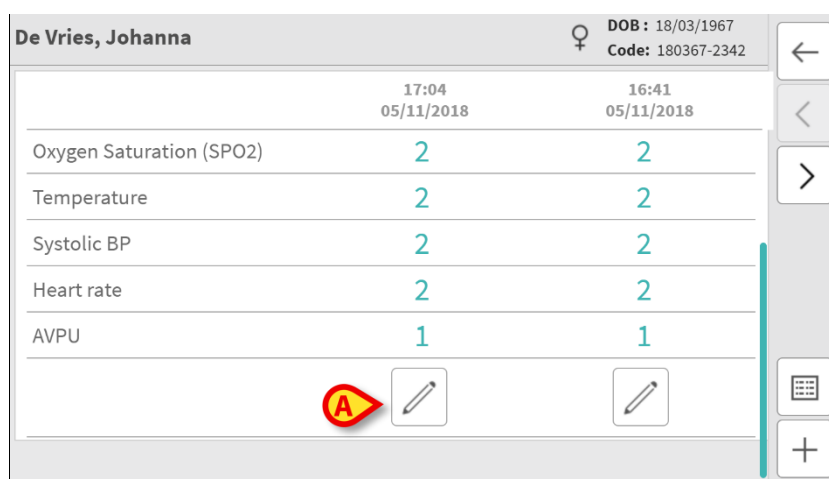 De Vries, Johanna
DOB : 18/03/1967
Code: 180367-2342
17:04 16:41
05/11/2018 05/11/2018
Oxygen Saturation (SPO2) 2 2
Temperature 2 2
Systolic BP 2 2
Heart rate 2 2
AVPU 1 1
A